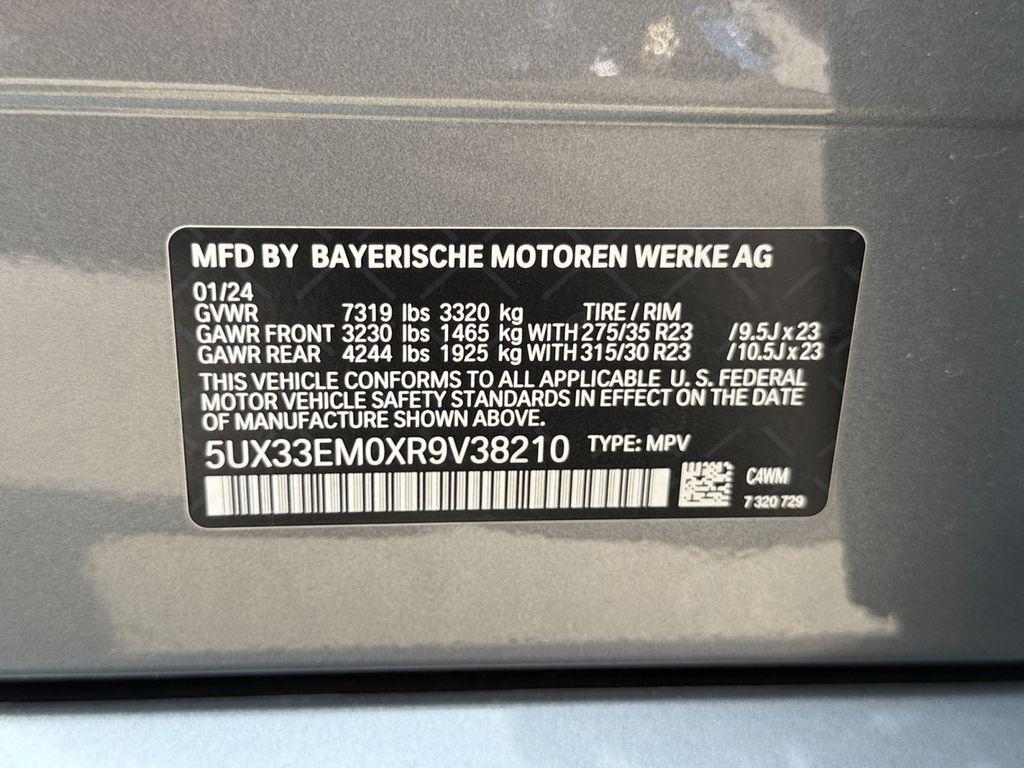 MFD BY BAYERISCHE MOTOREN WERKE AG
01/24
GVWR 7319 lbs 3320 kg TIRE / RIM
GAWR FRONT 3230 lbs 1465 kg WITH 275/35 R23 /9.5J x 23
GAWR REAR 4244 lbs 1925 kg WITH 315/30 R23 /10.5J x 23
THIS VEHICLE CONFORMS TO ALL APPLICABLE U. S. FEDERAL
MOTOR VEHICLE SAFETY STANDARDS IN EFFECT ON THE DATE
OF MANUFACTURE SHOWN ABOVE.
5UX33EM0XR9V38210 TYPE: MPV
C4WM
7 320 729